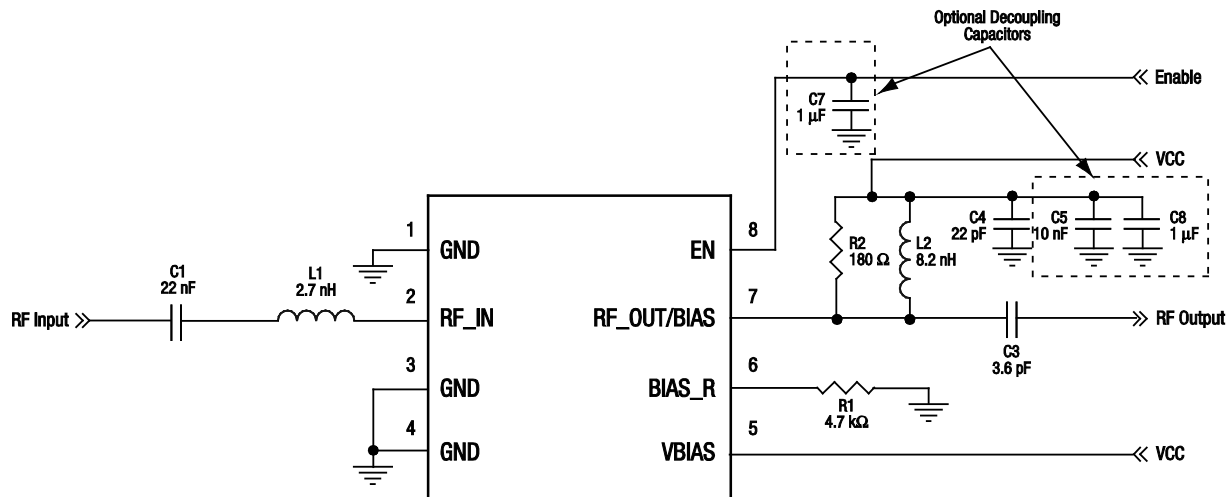 Optional Decoupling
Capacitors
Enable
C7
1 µF
VCC
C4
22 pF
C5
10 nF
C8
1 µF
R2
180 Ω
L2
8.2 nH
1
GND
8
EN
C1
22 nF
L1
2.7 nH
2
RF Input
RF_IN
7
RF_OUT/BIAS
RF Output
C3
3.6 pF
3
GND
6
BIAS_R
R1
4.7 kΩ
4
GND
5
VBIAS
VCC